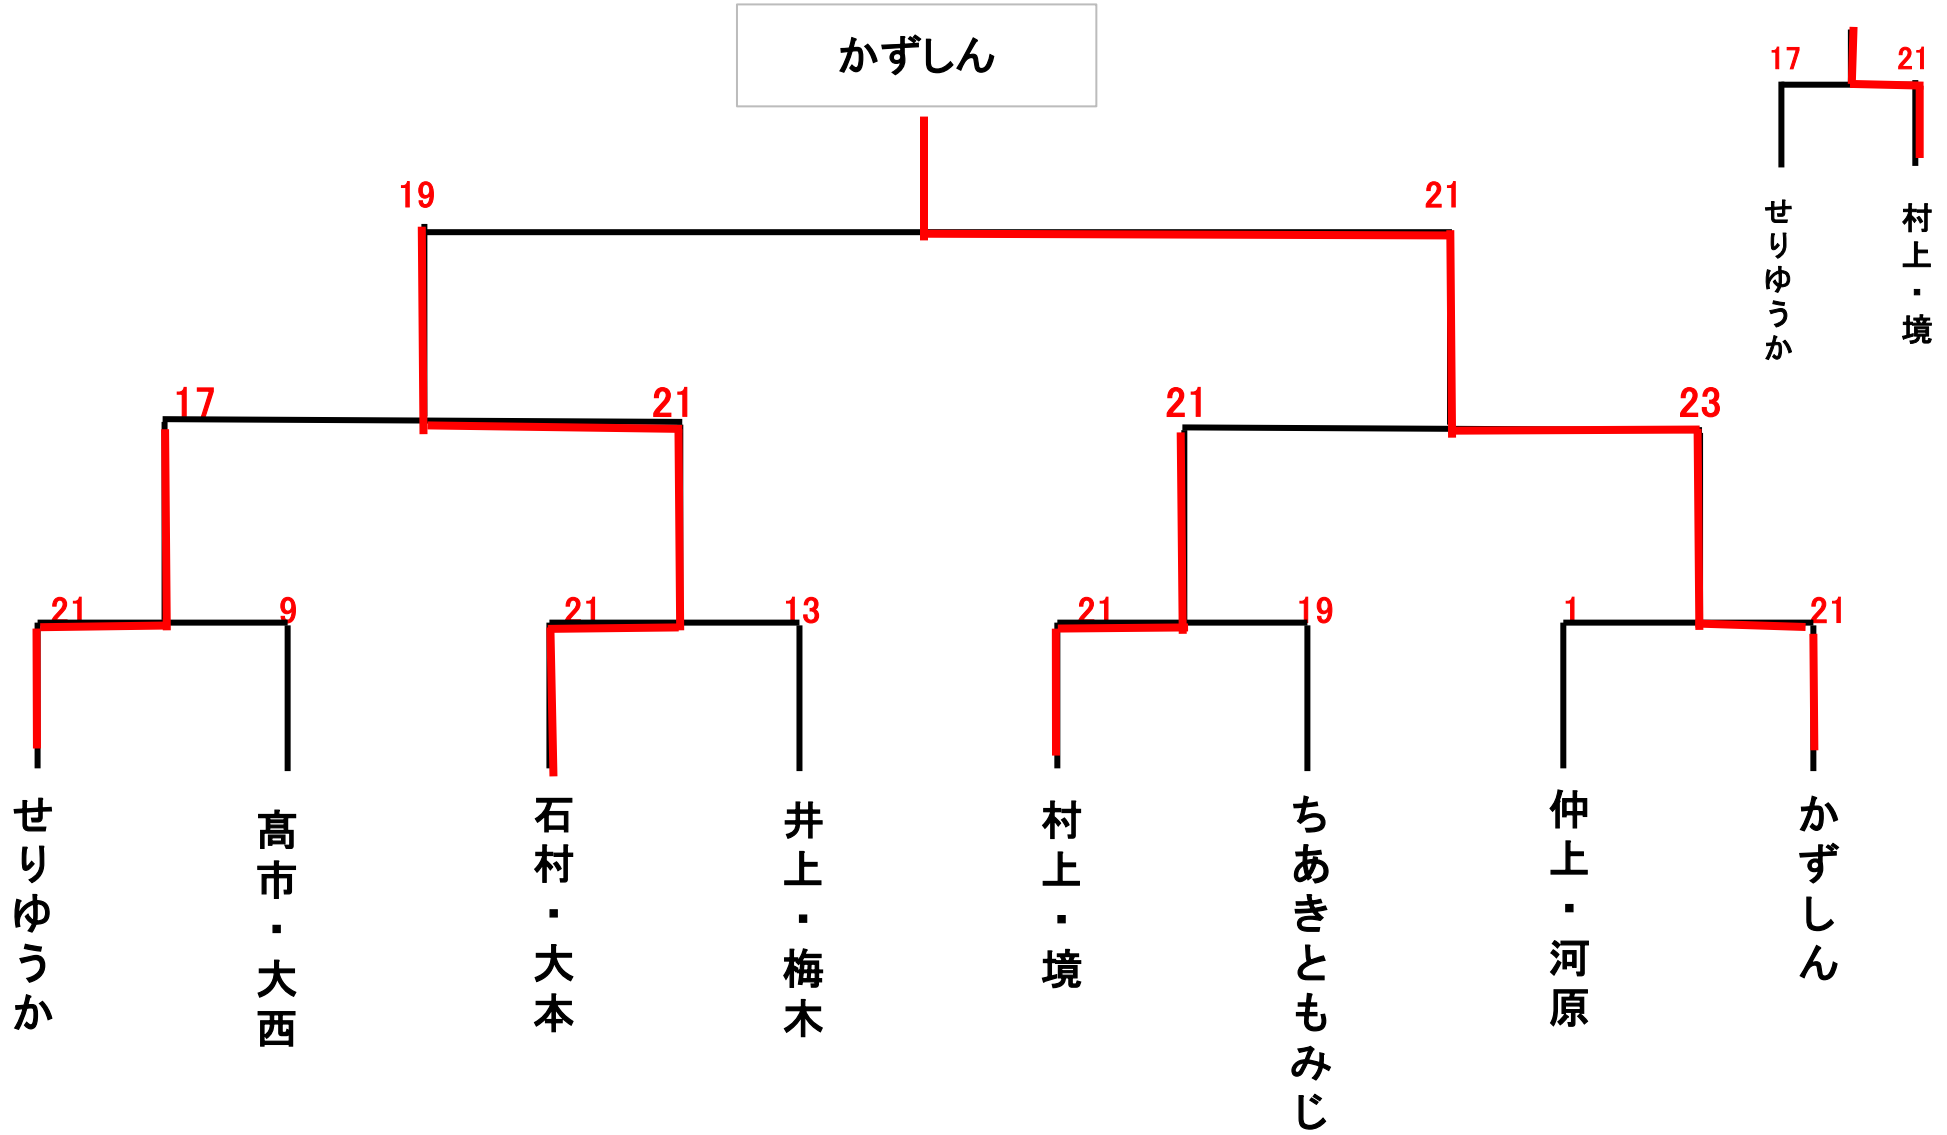 かずしん
17
21
19
21
せりゆうか
村上・境
17
21
21
23
21
9
21
13
21
19
1
21
せりゆうか
髙市・大西
石村・大本
井上・梅木
村上・境
ちあきともみじ
仲上・河原
かずしん